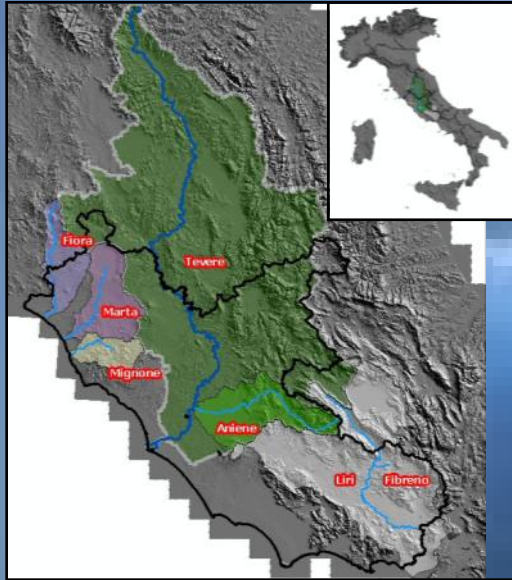 Fiora
Tevere
Marta
Mignone
Aniene
Liri
Fibreno